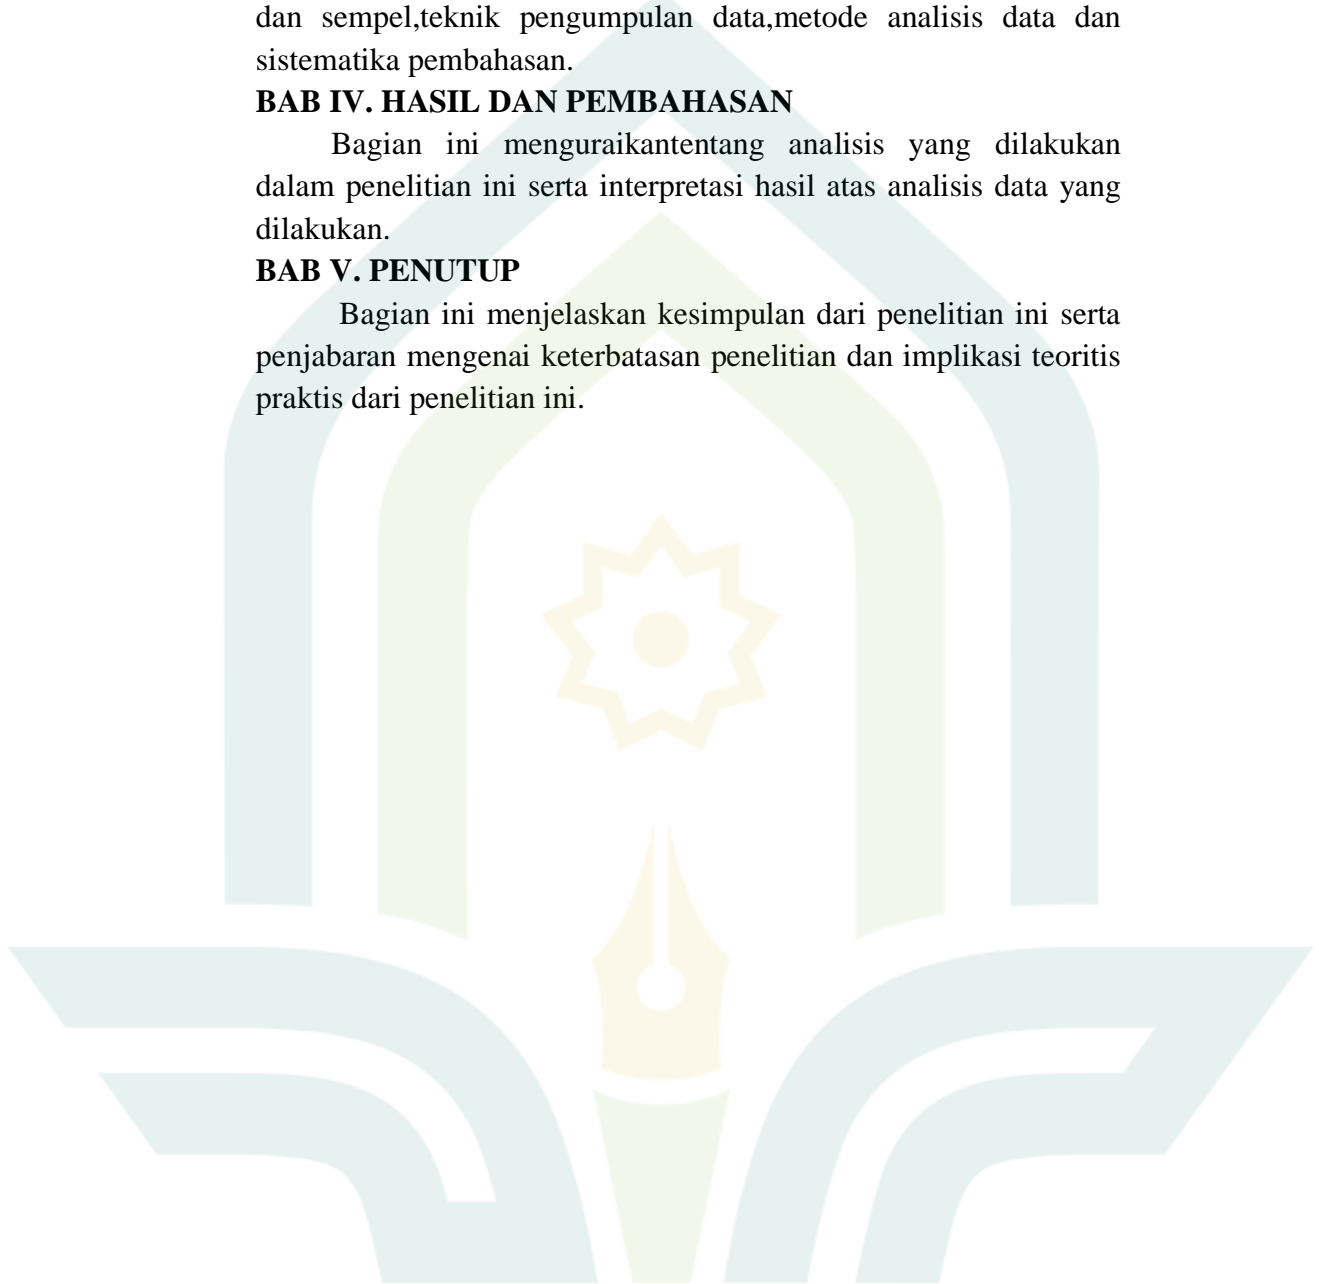 dan sempel,teknik pengumpulan data,metode analisis data dan
sistematika pembahasan.
BAB IV. HASIL DAN PEMBAHASAN
Bagian ini menguraikantentang analisis yang dilakukan
dalam penelitian ini serta interpretasi hasil atas analisis data yang
dilakukan.
BAB V. PENUTUP
Bagian ini menjelaskan kesimpulan dari penelitian ini serta
penjabaran mengenai keterbatasan penelitian dan implikasi teoritis
praktis dari penelitian ini.